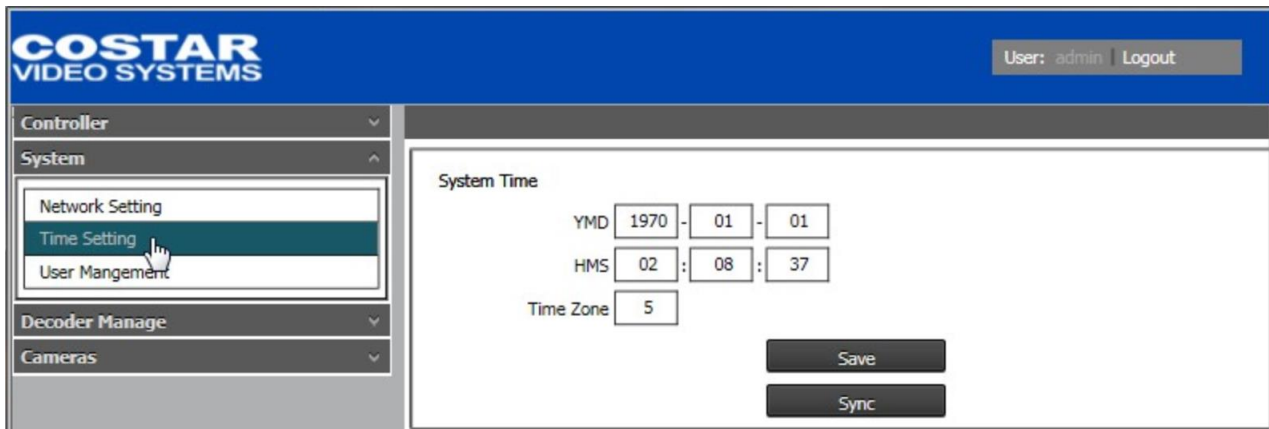 COSTAR
VIDEO SYSTEMS
User: admin | Logout
Controller
System
Network Setting
Time Setting
User Mangement
Decoder Manage
Cameras
System Time
YMD 1970 - 01 - 01
HMS 02 : 08 : 37
Time Zone 5
Save
Sync